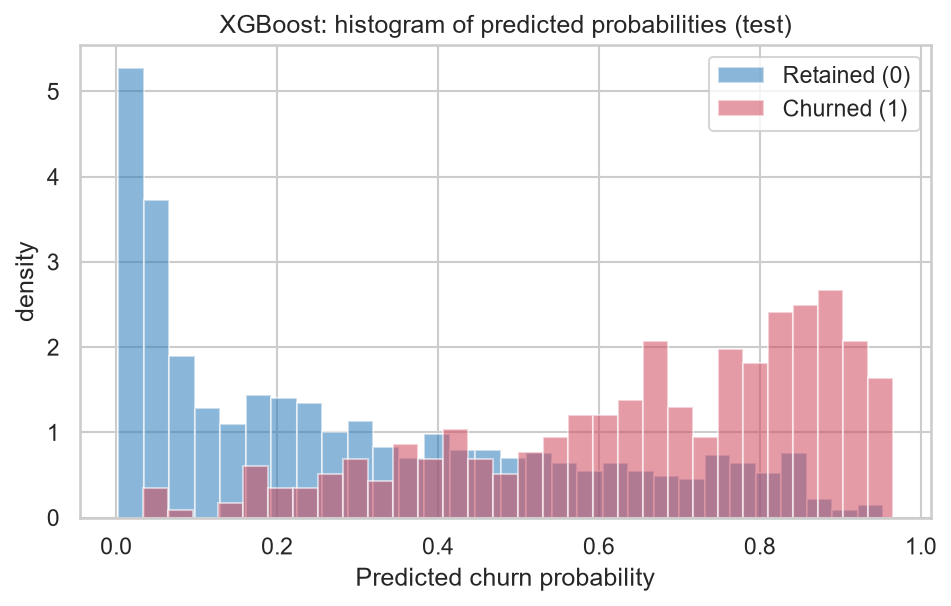 XGBoost: histogram of predicted probabilities (test)
Retained (0)
Churned (1)
density
5
4
3
2
1
0
0.0 0.2 0.4 0.6 0.8 1.0
Predicted churn probability